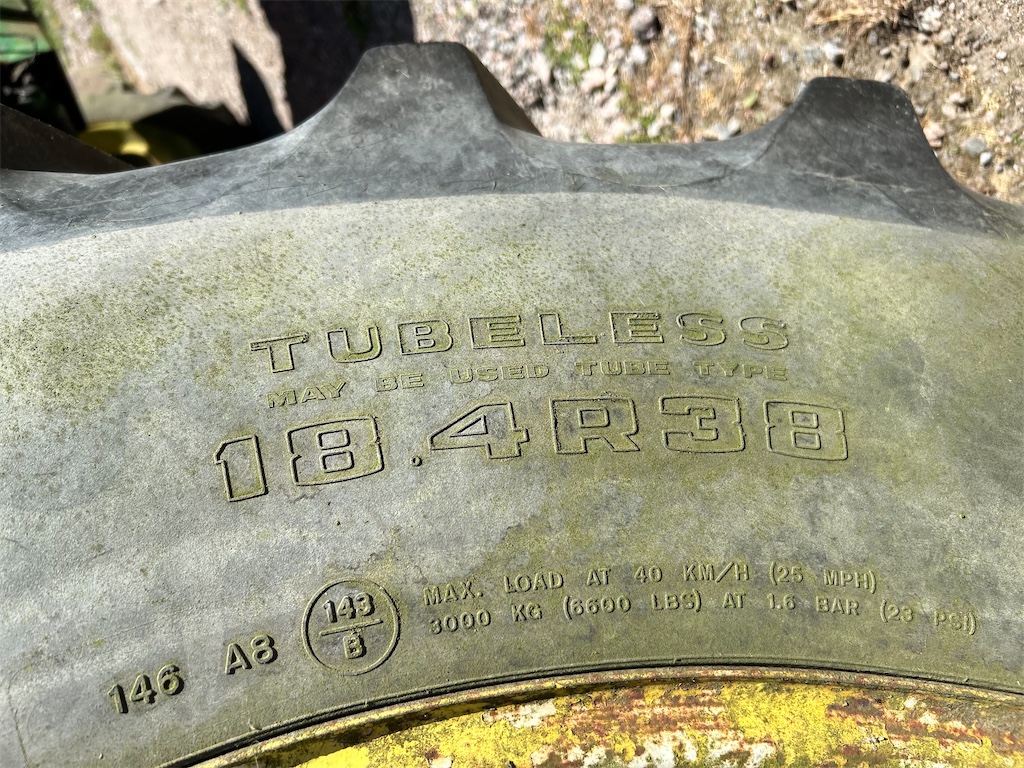 TUBELESS
MAY BE USED TUBE TYPE
18.4R38
146 A8
143
B
MAX. LOAD AT 40 KM/H (25 MPH)
3000 KG (6600 LBS) AT 1.6 BAR (23 PSI)